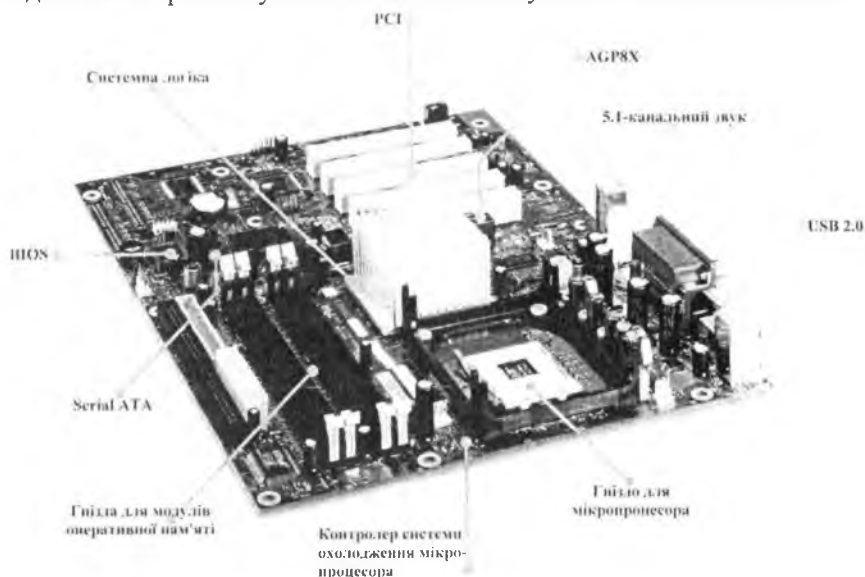 PCI
AGP8X
Системна логіка
5.1-канальний звук
USB 2.0
BIOS
Serial ATA
Гнізда для модулів
оперативної пам'яті
Гніздо для
мікропроцесора
Контролер системи
охолодження мікро-
процесора